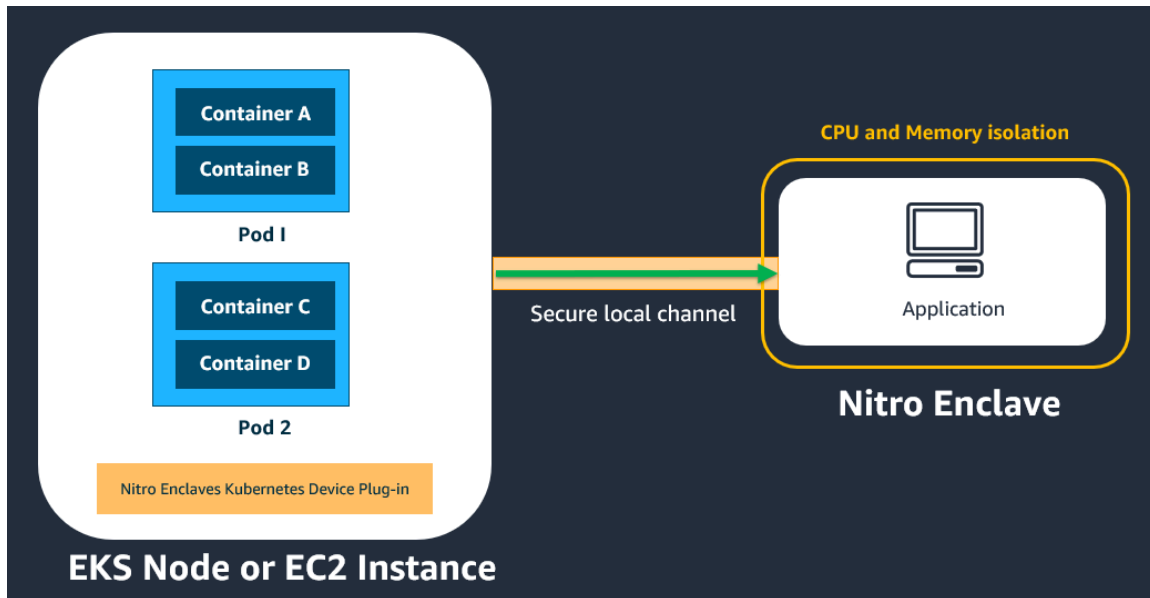 Container A
Container B
Pod I
Container C
Container D
Pod 2
Nitro Enclaves Kubernetes Device Plug-in
EKS Node or EC2 Instance
Secure local channel
CPU and Memory isolation
Application
Nitro Enclave